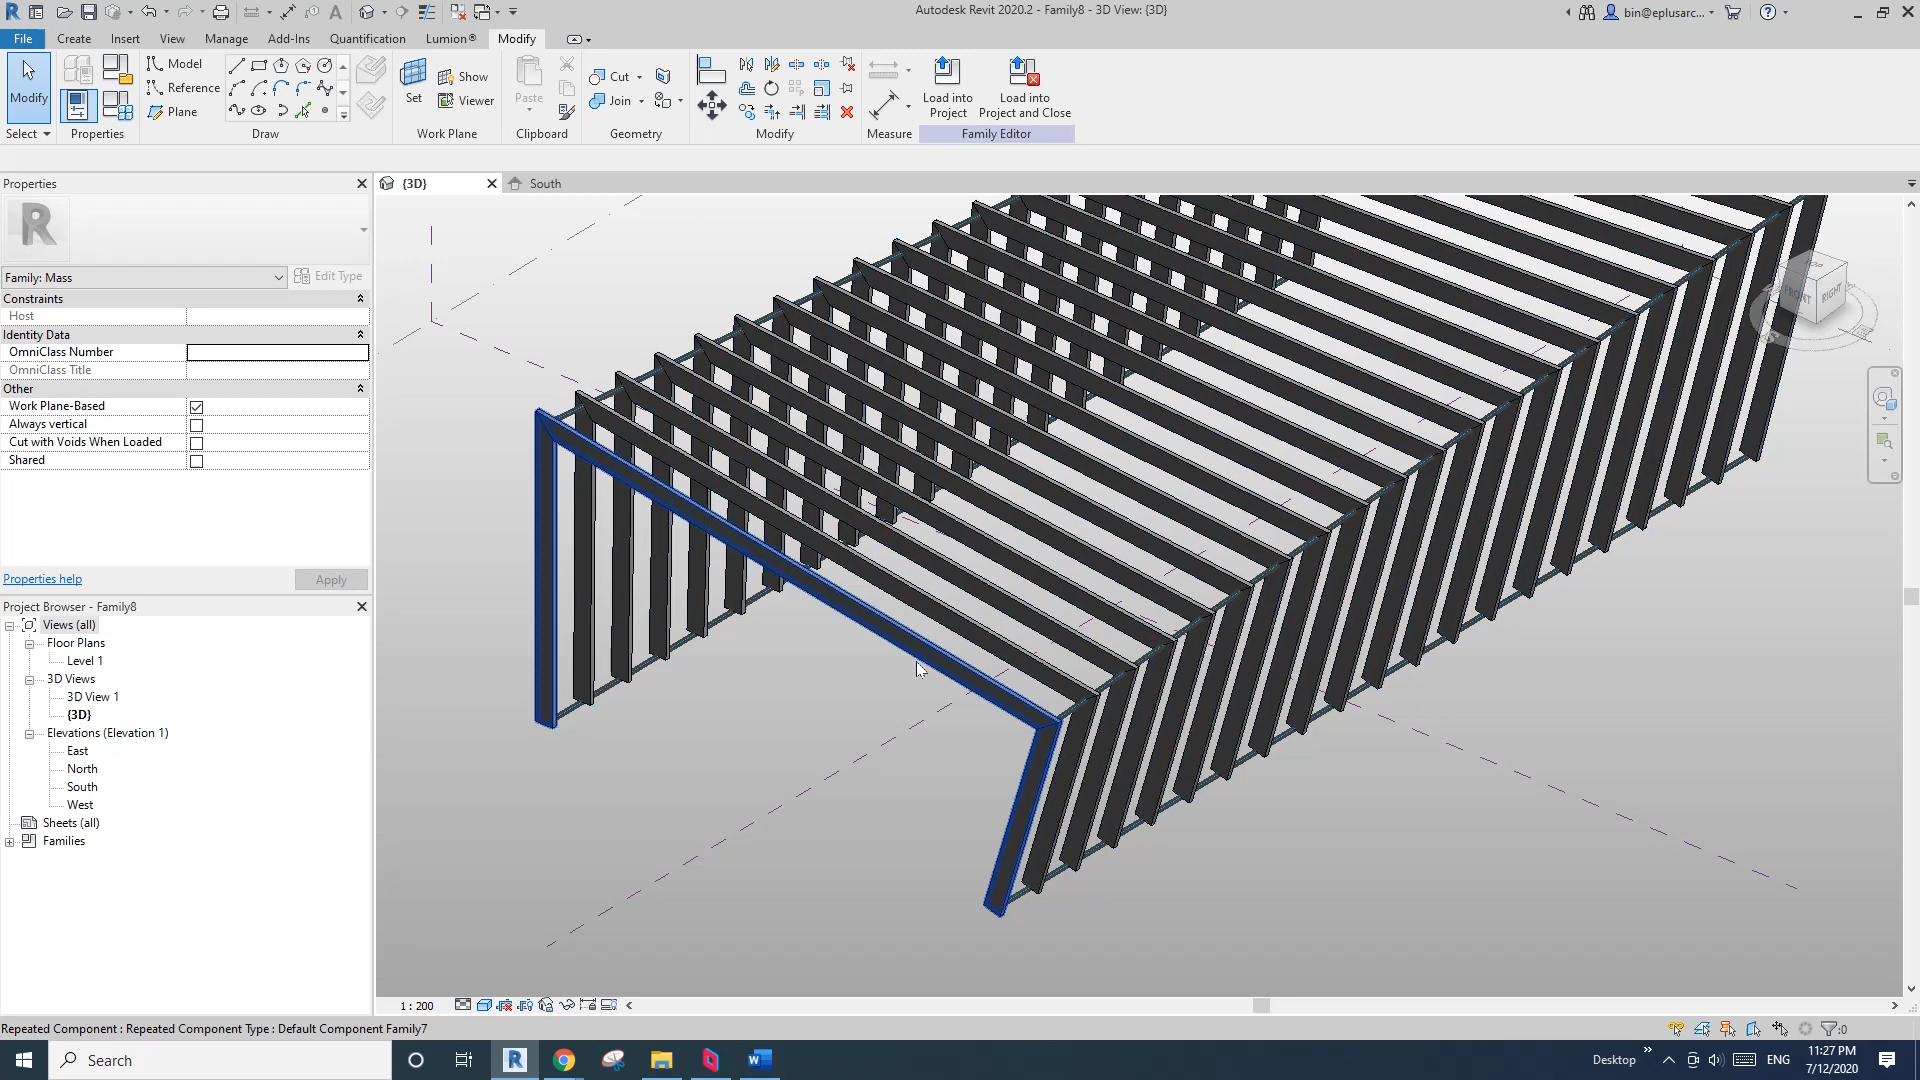 Autodesk Revit 2020.2 - Family8 - 3D View: {3D}
bin@eplusarc...
File Create Insert View Manage Add-Ins Quantification Lumion® Modify
Modify
Select
Properties
Model
Reference
Plane
Draw
Set
Show
Viewer
Work Plane
Paste
Clipboard
Cut
Join
Geometry
Modify
Measure
Load into
Project
Load into
Project and Close
Family Editor
Properties
{3D}
South
R
Family: Mass
Edit Type
Constraints
Host
Identity Data
OmniClass Number
OmniClass Title
Other
Work Plane-Based
Always vertical
Cut with Voids When Loaded
Shared
Properties help
Apply
Project Browser - Family8
Views (all)
Floor Plans
Level 1
3D Views
3D View 1
{3D}
Elevations (Elevation 1)
East
North
South
West
Sheets (all)
Families
TOP
FRONT
RIGHT
1 : 200
Repeated Component : Repeated Component Type : Default Component Family7
:0
Search
Desktop
ENG
11:27 PM
7/12/2020